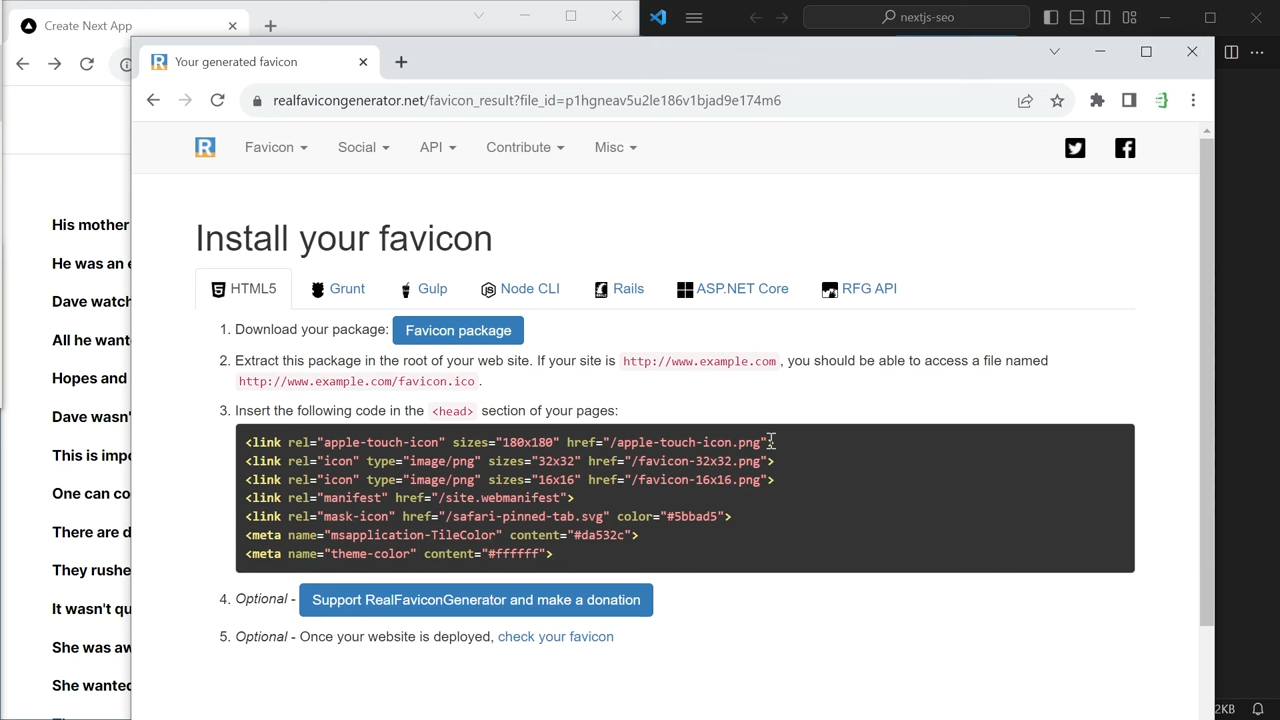 Create Next App
nextjs-seo
Your generated favicon
realfavicongenerator.net/favicon_result?file_id=p1hgneav5u2le186v1bjad9e174m6
R
Favicon
Social
API
Contribute
Misc
Install your favicon
HTML5
Grunt
Gulp
Node CLI
Rails
ASP.NET Core
RFG API
1. Download your package: Favicon package
2. Extract this package in the root of your web site. If your site is http://www.example.com, you should be able to access a file named
http://www.example.com/favicon.ico.
3. Insert the following code in the <head> section of your pages:
<link rel="apple-touch-icon" sizes="180x180" href="/apple-touch-icon.png">
<link rel="icon" type="image/png" sizes="32x32" href="/favicon-32x32.png">
<link rel="icon" type="image/png" sizes="16x16" href="/favicon-16x16.png">
<link rel="manifest" href="/site.webmanifest">
<link rel="mask-icon" href="/safari-pinned-tab.svg" color="#5bbad5">
<meta name="msapplication-TileColor" content="#da532c">
<meta name="theme-color" content="#ffffff">
4. Optional - Support RealFaviconGenerator and make a donation
5. Optional - Once your website is deployed, check your favicon
His mother
He was an
Dave watch
All he want
Hopes and
Dave wasn'
This is imp
One can co
There are d
They rushe
It wasn't qu
She was aw
She wanted
2KB